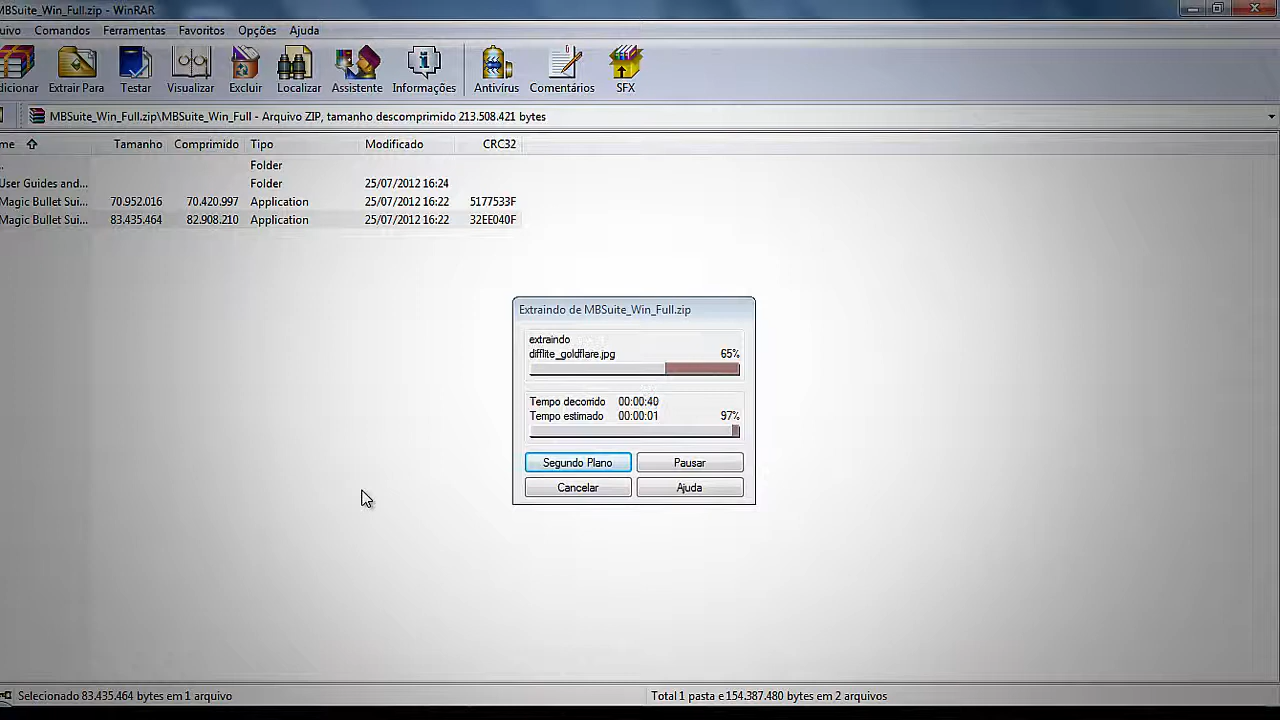 MBSuite_Win_Full.zip - WinRAR
uivo Comandos Ferramentas Favoritos Opções Ajuda
dicionar Extrair Para Testar Visualizar Excluir Localizar Assistente Informações Antivírus Comentários SFX
MBSuite_Win_Full.zip\MBSuite_Win_Full - Arquivo ZIP, tamanho descomprimido 213.508.421 bytes
me Tamanho Comprimido Tipo Modificado CRC32
.. Folder
User Guides and... Folder 25/07/2012 16:24
Magic Bullet Sui... 70.952.016 70.420.997 Application 25/07/2012 16:22 5177533F
Magic Bullet Sui... 83.435.464 82.908.210 Application 25/07/2012 16:22 32EE040F
Extraindo de MBSuite_Win_Full.zip
extraindo
difflite_goldflare.jpg 65%
Tempo decorrido 00:00:40
Tempo estimado 00:00:01 97%
Segundo Plano Pausar
Cancelar Ajuda
Selecionado 83.435.464 bytes em 1 arquivo Total 1 pasta e 154.387.480 bytes em 2 arquivos